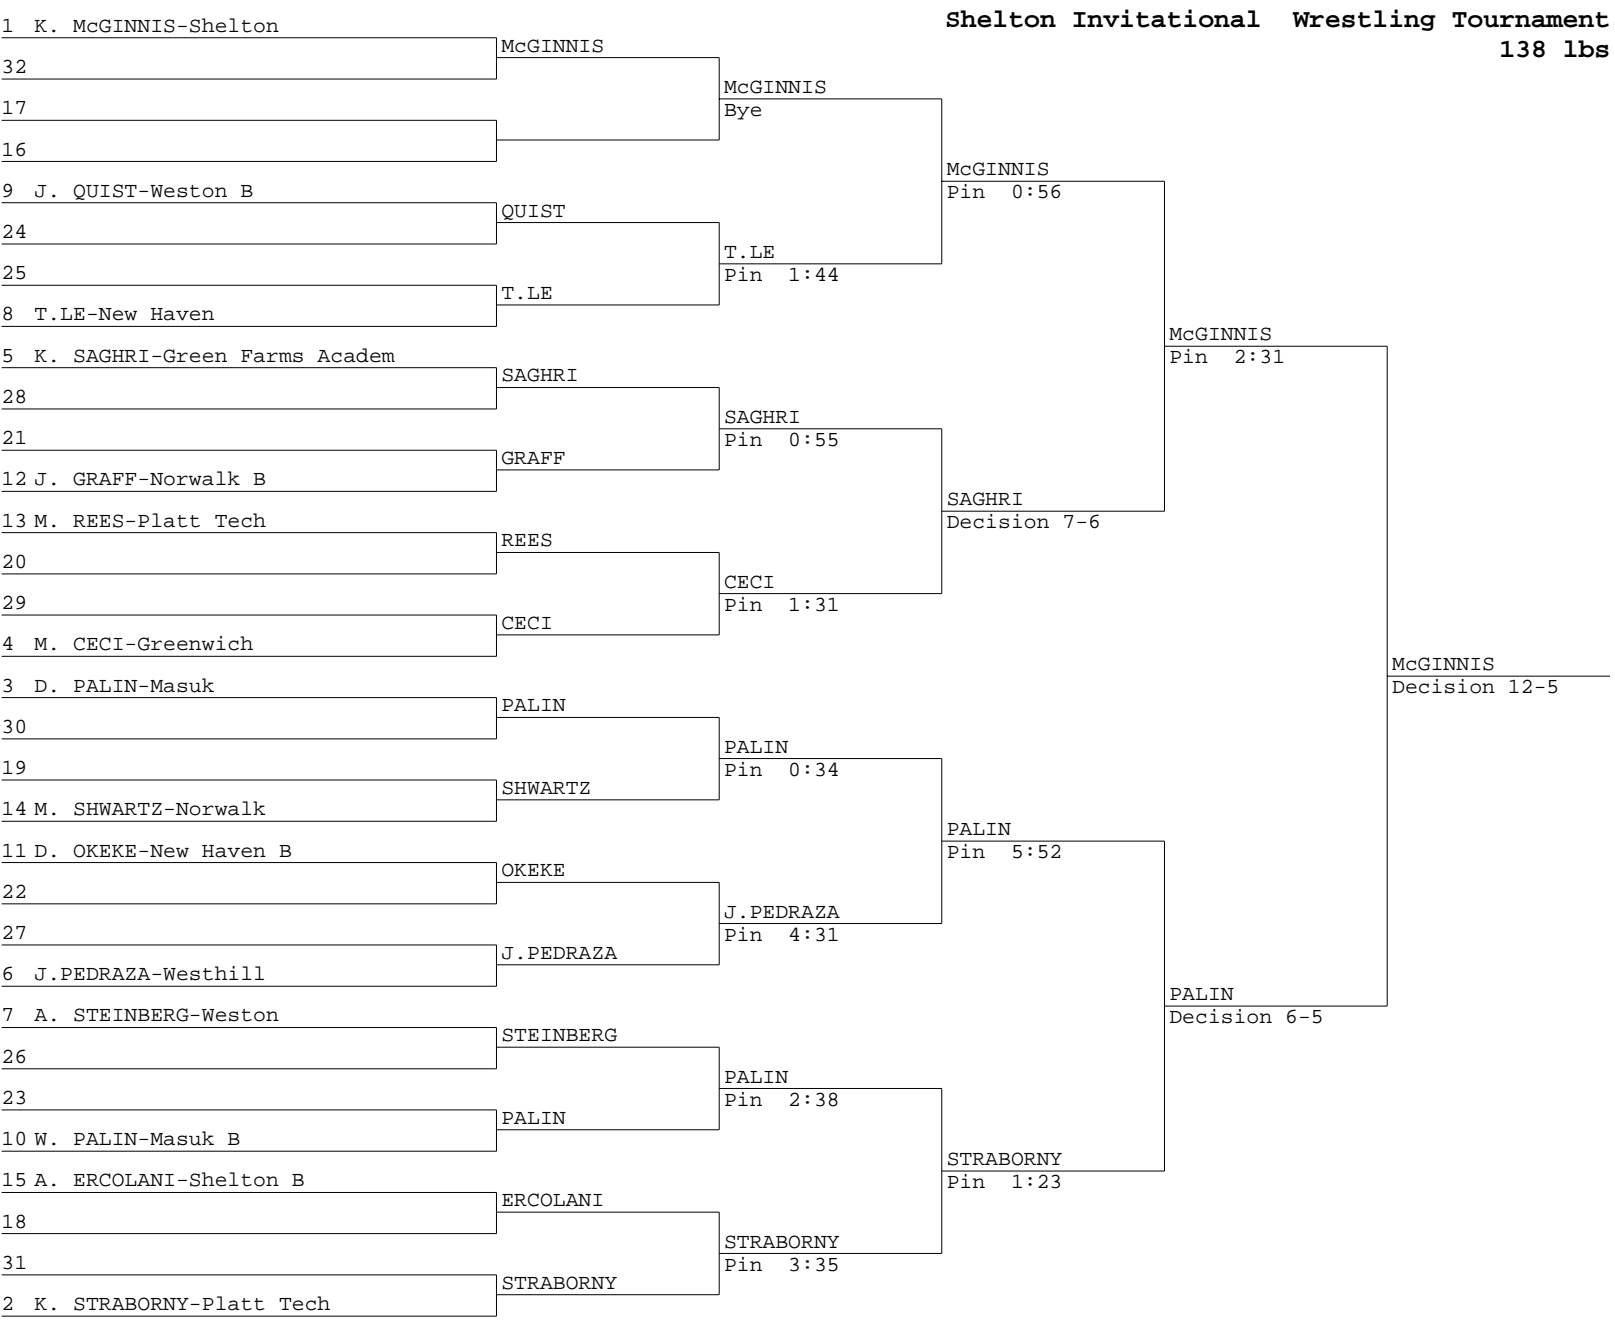 Shelton Invitational  Wrestling Tournament
138 lbs
1 K. McGINNIS-Shelton
32
17
16
9 J. QUIST-Weston B
24
25
8 T.LE-New Haven
5 K. SAGHRI-Green Farms Academ
28
21
12 J. GRAFF-Norwalk B
13 M. REES-Platt Tech
20
29
4 M. CECI-Greenwich
3 D. PALIN-Masuk
30
19
14 M. SHWARTZ-Norwalk
11 D. OKEKE-New Haven B
22
27
6 J.PEDRAZA-Westhill
7 A. STEINBERG-Weston
26
23
10 W. PALIN-Masuk B
15 A. ERCOLANI-Shelton B
18
31
2 K. STRABORNY-Platt Tech
McGINNIS
QUIST
T.LE
SAGHRI
GRAFF
REES
CECI
PALIN
SHWARTZ
OKEKE
J.PEDRAZA
STEINBERG
PALIN
ERCOLANI
STRABORNY
McGINNIS
Bye
T.LE
Pin 1:44
SAGHRI
Pin 0:55
CECI
Pin 1:31
PALIN
Pin 0:34
J.PEDRAZA
Pin 4:31
PALIN
Pin 2:38
STRABORNY
Pin 3:35
McGINNIS
Pin 0:56
SAGHRI
Decision 7-6
PALIN
Pin 5:52
STRABORNY
Pin 1:23
McGINNIS
Pin 2:31
PALIN
Decision 6-5
McGINNIS
Decision 12-5